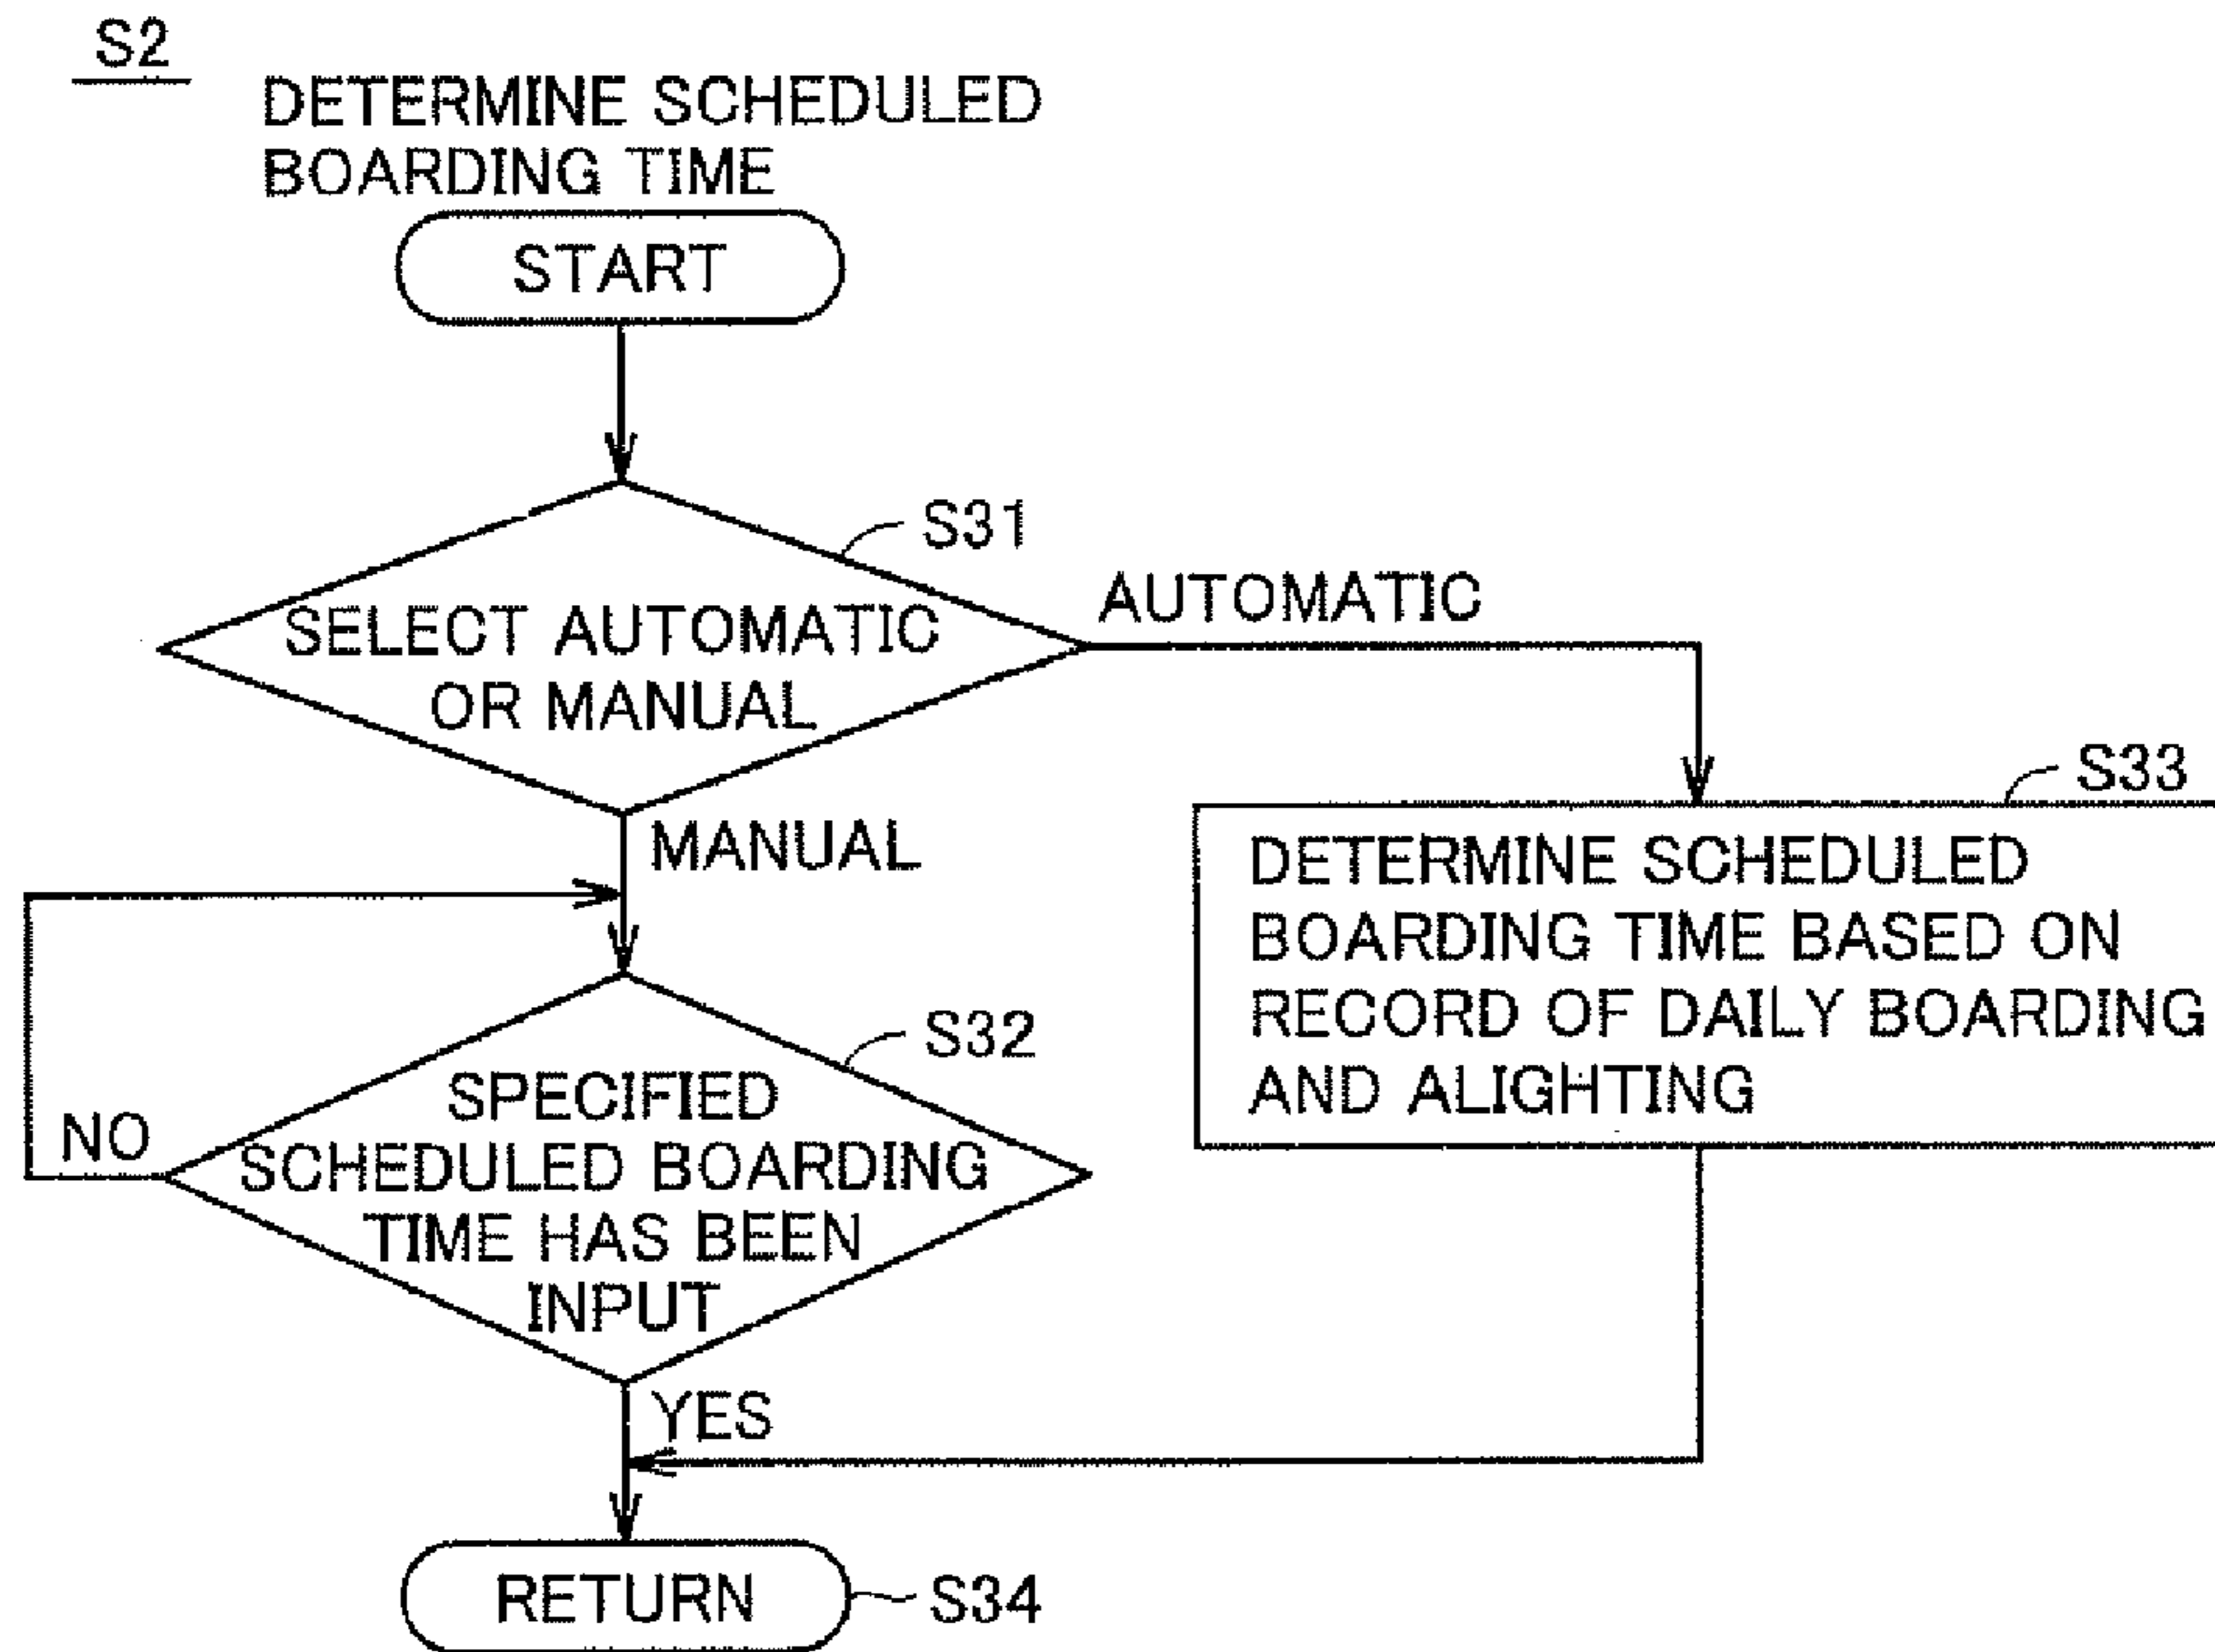 S2
DETERMINE SCHEDULED
BOARDING TIME
START
S31
SELECT AUTOMATIC
OR MANUAL
AUTOMATIC
MANUAL
S33
DETERMINE SCHEDULED
BOARDING TIME BASED ON
RECORD OF DAILY BOARDING
AND ALIGHTING
S32
SPECIFIED
SCHEDULED BOARDING
TIME HAS BEEN
INPUT
NO
YES
RETURN
S34